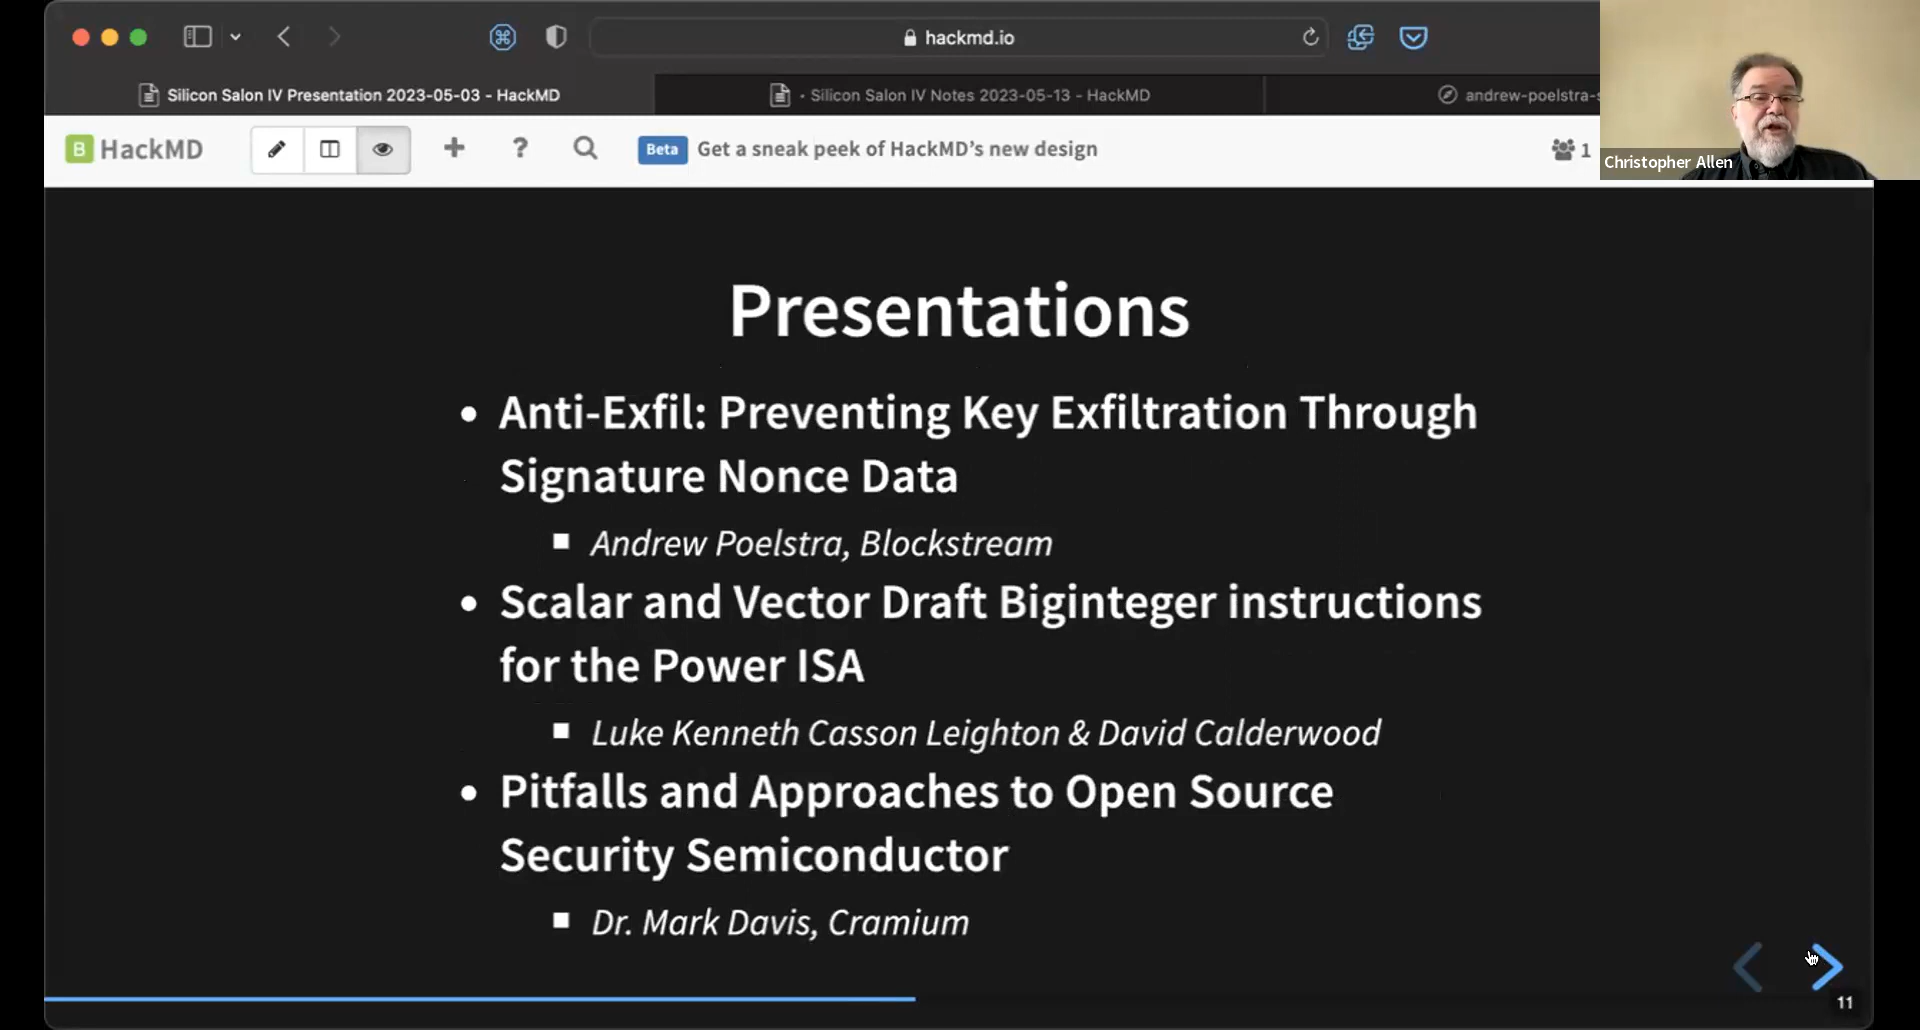 hackmd.io
Silicon Salon IV Presentation 2023-05-03 - HackMD
· Silicon Salon IV Notes 2023-05-13 - HackMD
andrew-poelstra-s
B HackMD
Beta Get a sneak peek of HackMD’s new design
1
Christopher Allen
Presentations
• Anti-Exfil: Preventing Key Exfiltration Through
Signature Nonce Data
▪ Andrew Poelstra, Blockstream
• Scalar and Vector Draft Biginteger instructions
for the Power ISA
▪ Luke Kenneth Casson Leighton & David Calderwood
• Pitfalls and Approaches to Open Source
Security Semiconductor
▪ Dr. Mark Davis, Cramium
11